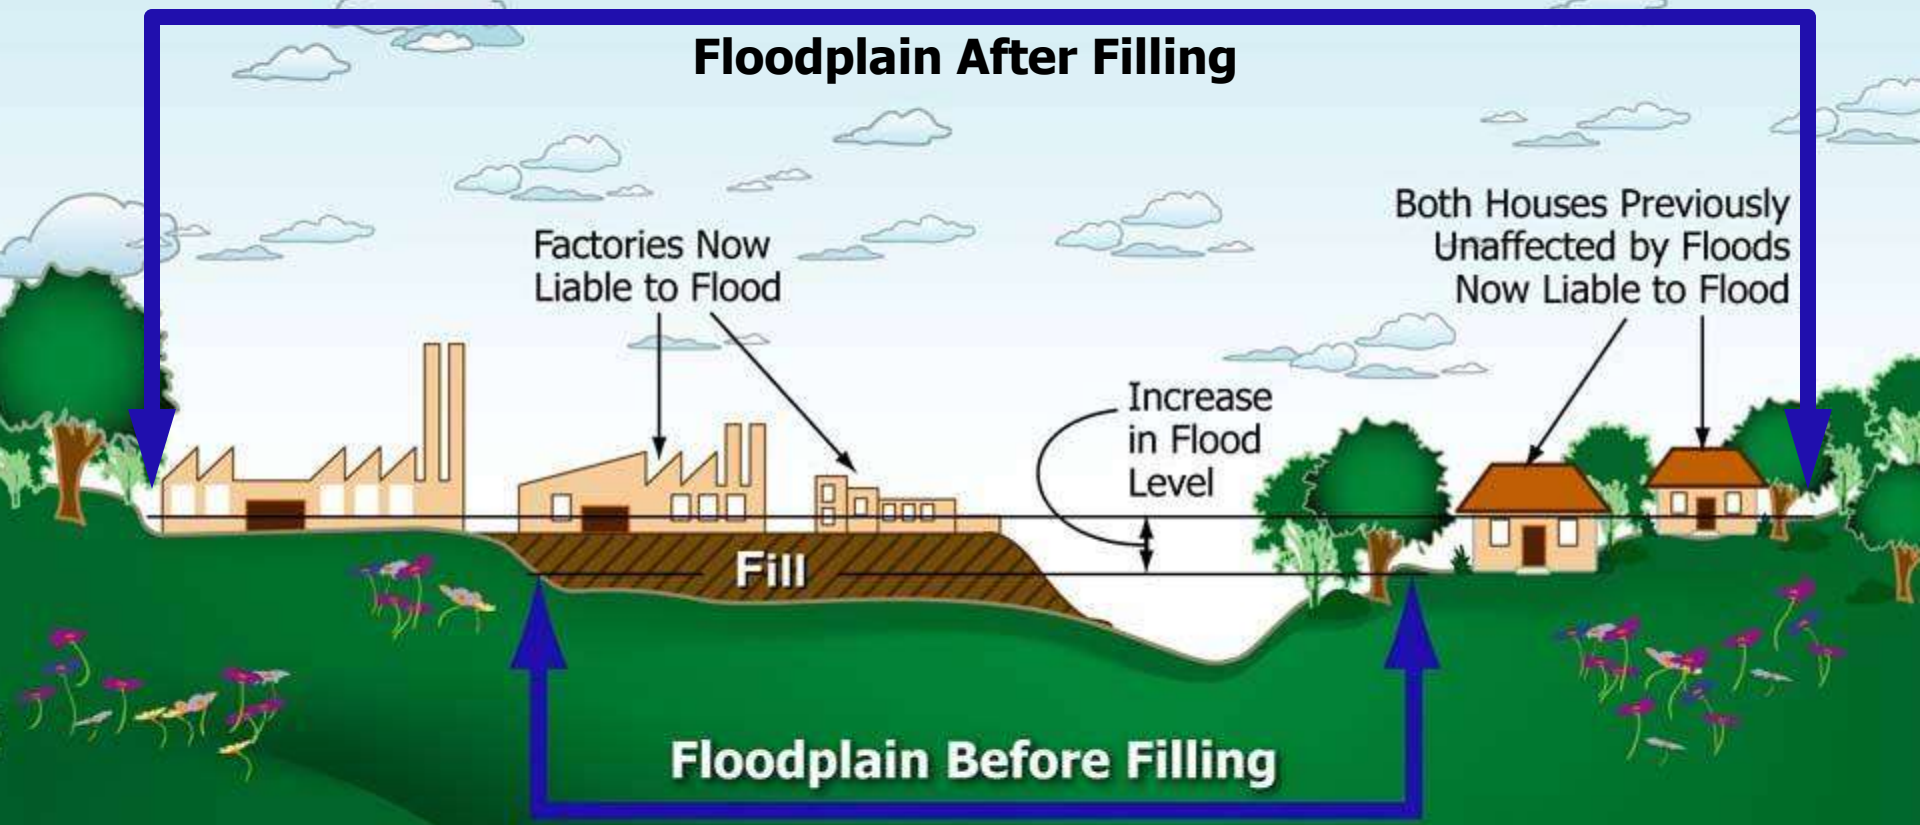 Floodplain After Filling
Both Houses Previously
Unaffected by Floods
Now Liable to Flood
Factories Now
Liable to Flood
Increase
in Flood
Level
Fill
Floodplain Before Filling